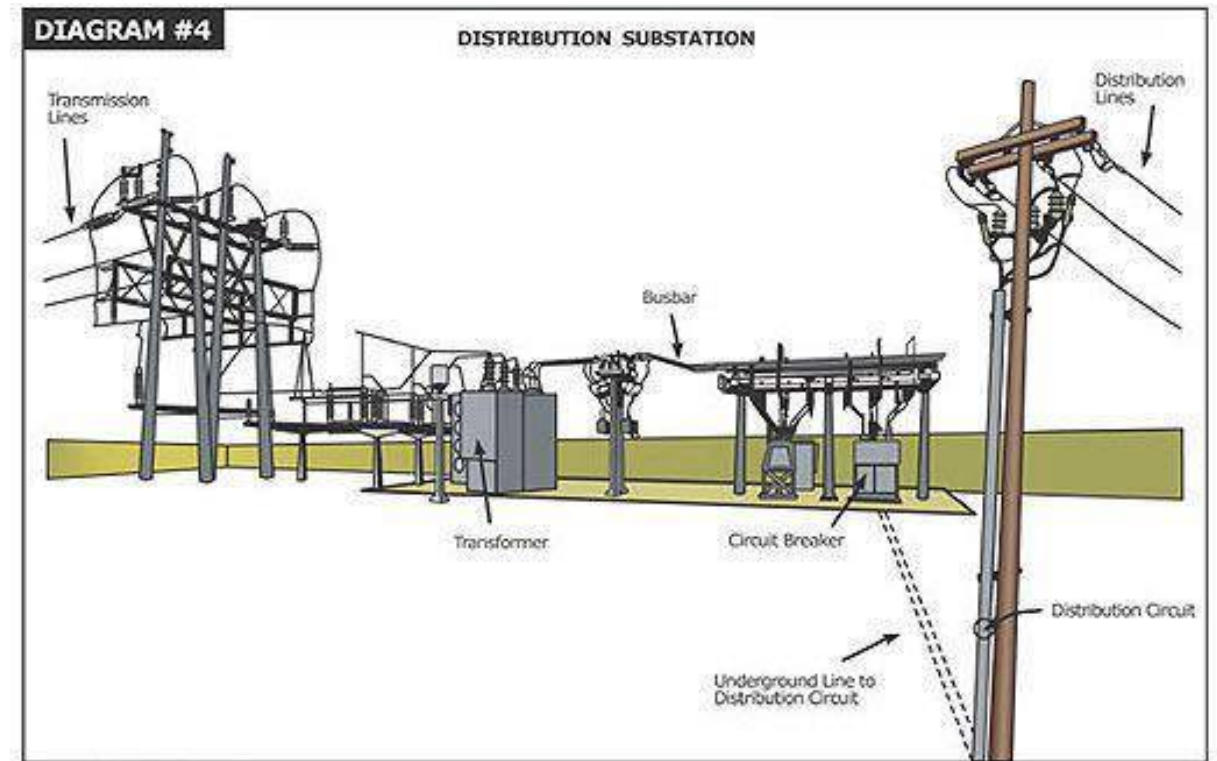 DIAGRAM #4
DISTRIBUTION SUBSTATION
Transmission
Lines
Distribution
Lines
Busbar
Transformer
Circuit Breaker
Distribution Circuit
Underground Line to
Distribution Circuit